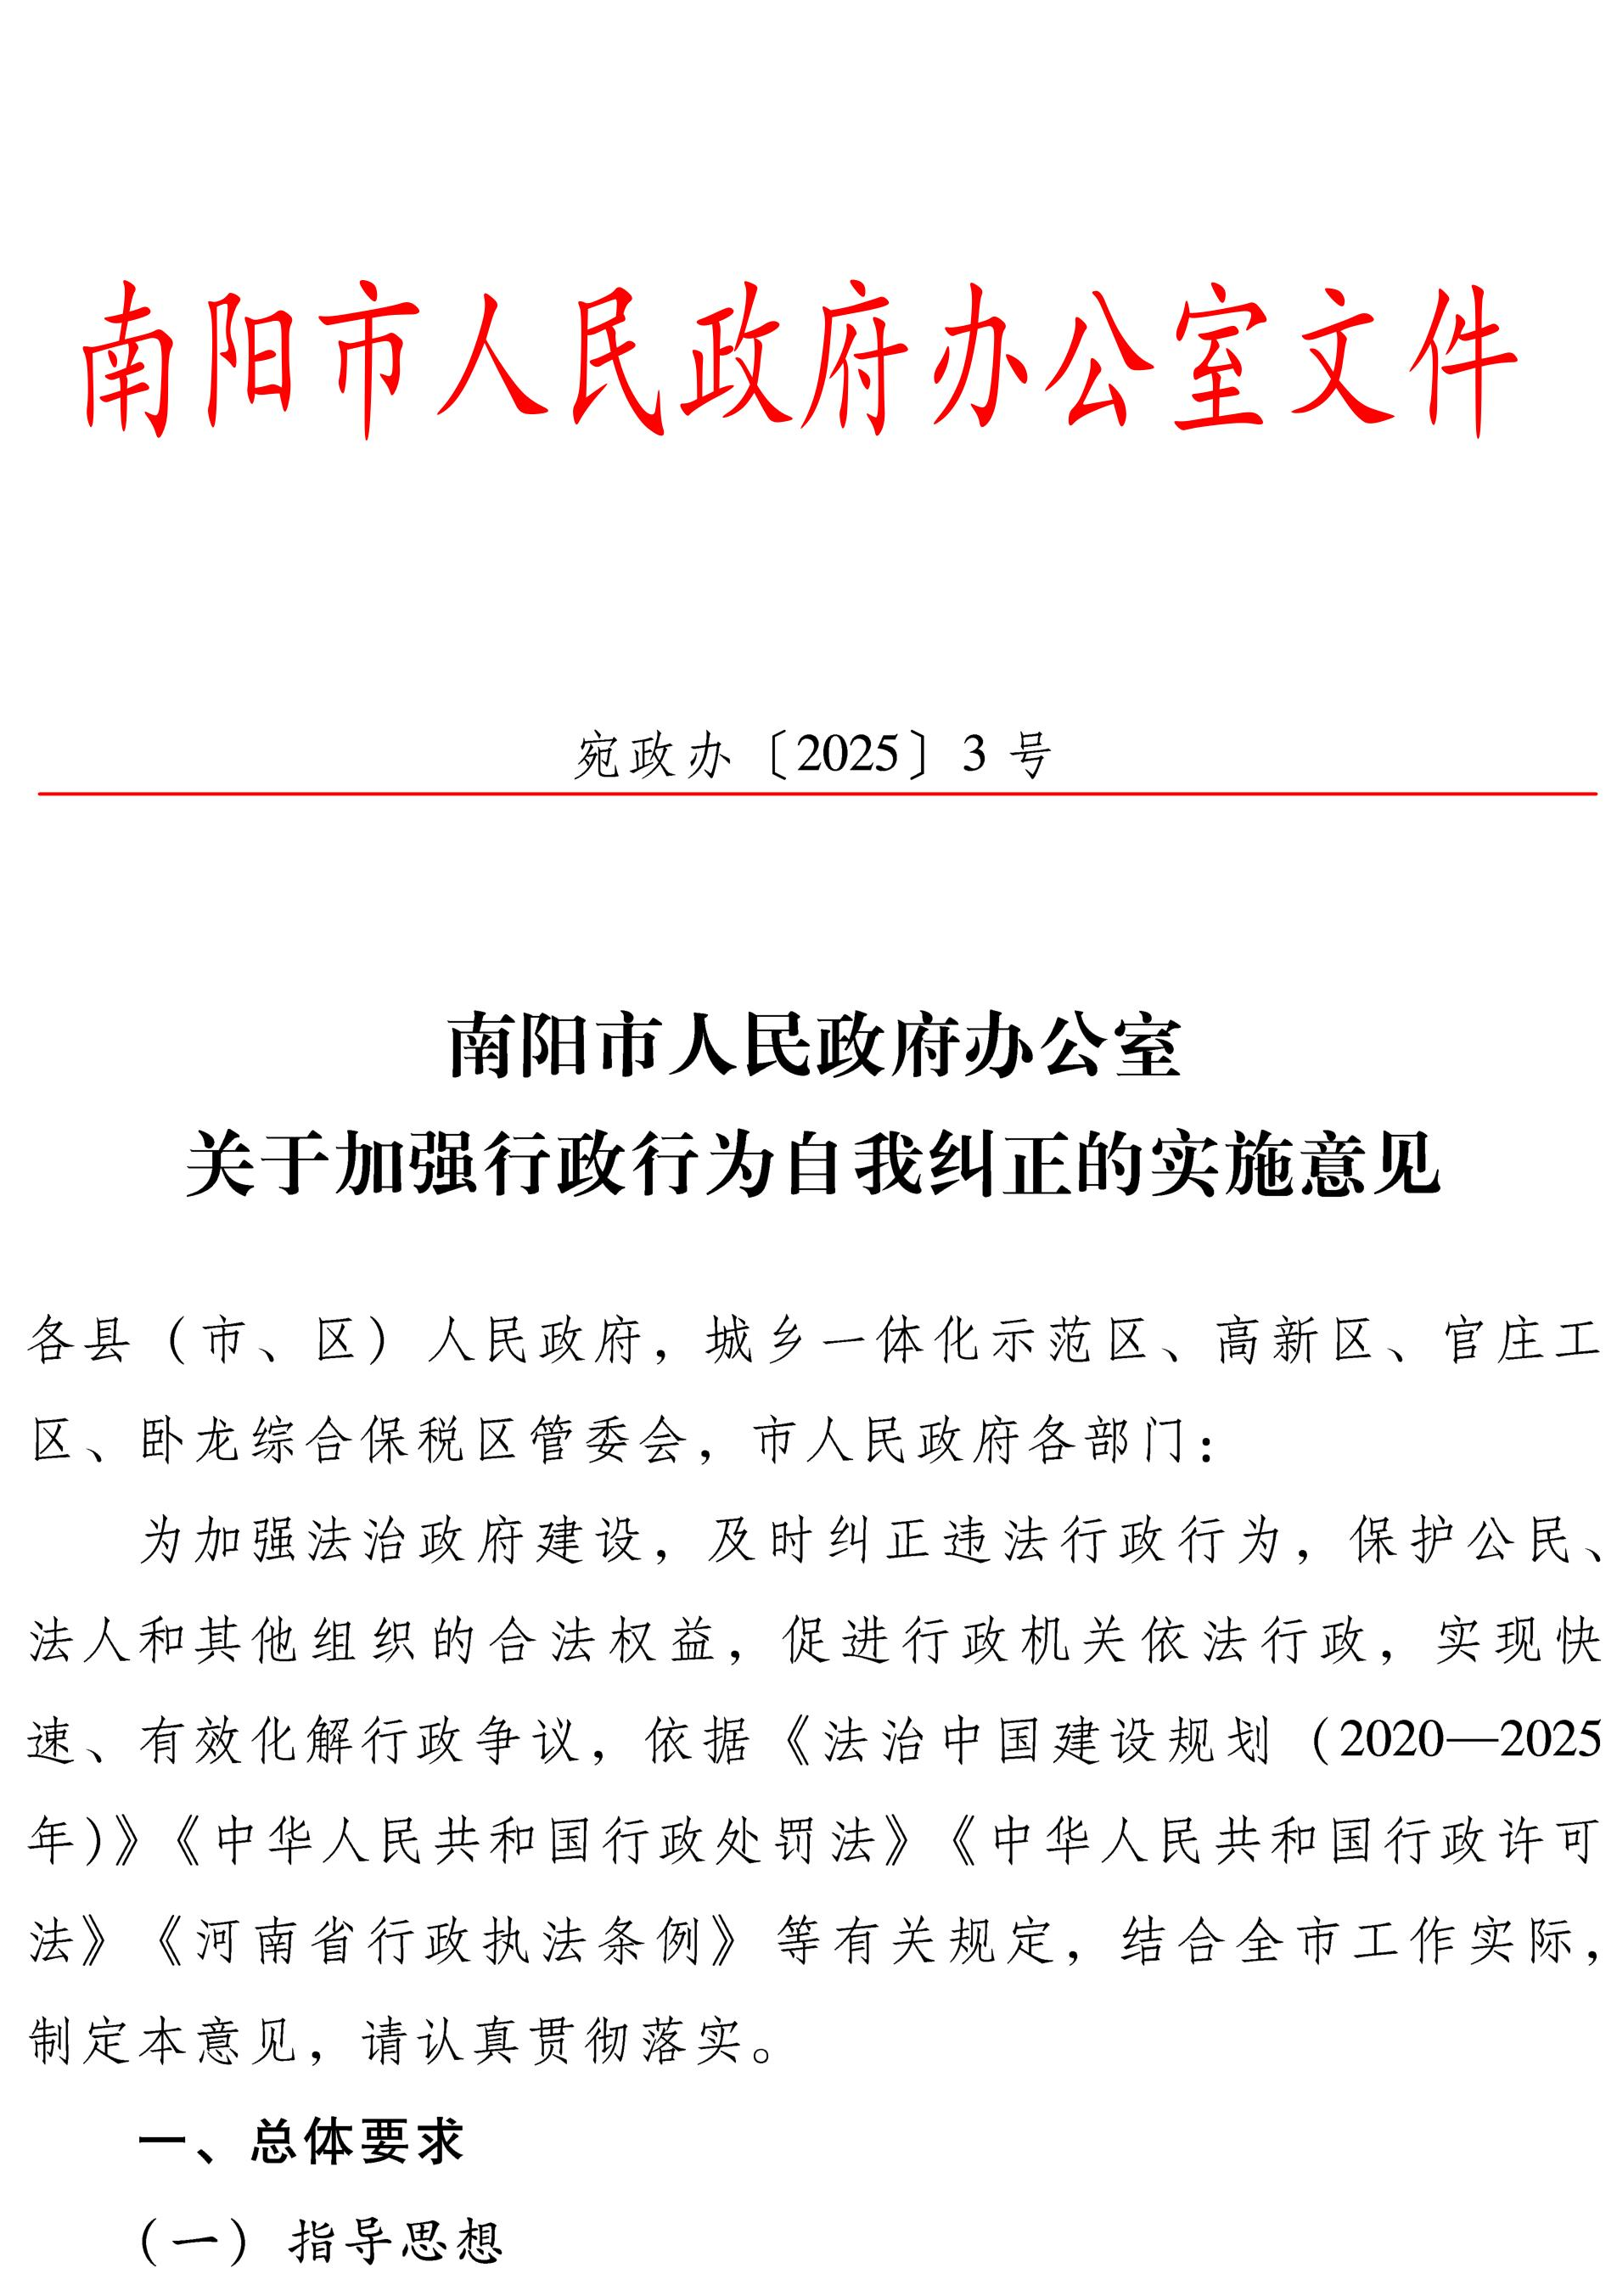 南阳市人民政府办公室文件
宛政办〔2025〕3号
南阳市人民政府办公室
关于加强行政行为自我纠正的实施意见
各县（市、区）人民政府，城乡一体化示范区、高新区、官庄工
区、卧龙综合保税区管委会，市人民政府各部门：
为加强法治政府建设，及时纠正违法行政行为，保护公民、
法人和其他组织的合法权益，促进行政机关依法行政，实现快
速、有效化解行政争议，依据《法治中国建设规划（2020—2025
年)》《中华人民共和国行政处罚法》《中华人民共和国行政许可
法》《河南省行政执法条例》等有关规定，结合全市工作实际，
制定本意见，请认真贯彻落实。
一、总体要求
（一）指导思想